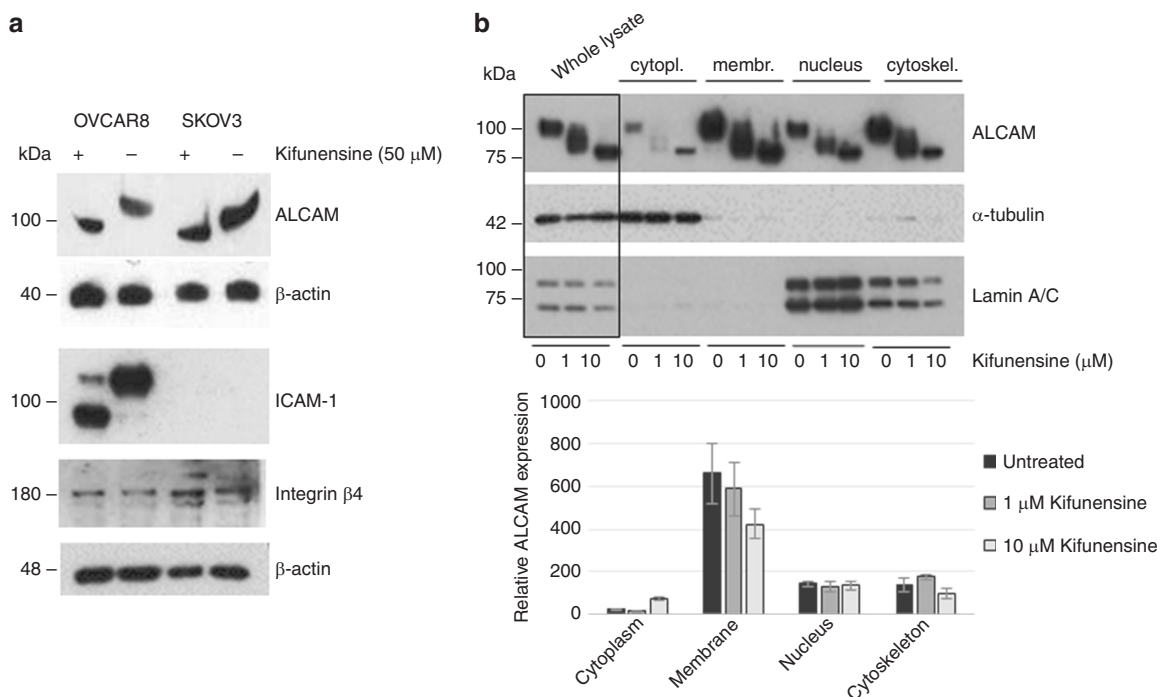 a
OVCAR8 SKOV3
kDa + – + – Kifunensine (50 μM)
100 – ALCAM
40 – β-actin
100 – ICAM-1
180 – Integrin β4
48 – β-actin
b
Whole lysate
kDa cytopl. membr. nucleus cytoskel.
100 – ALCAM
75 –
42 – α-tubulin
100 –
75 – Lamin A/C
0 1 10 0 1 10 0 1 10 0 1 10 0 1 10 Kifunensine (μM)
Relative ALCAM expression
1000
800
600
400
200
0
Cytoplasm
Membrane
Nucleus
Cytoskeleton
Untreated
1 μM Kifunensine
10 μM Kifunensine